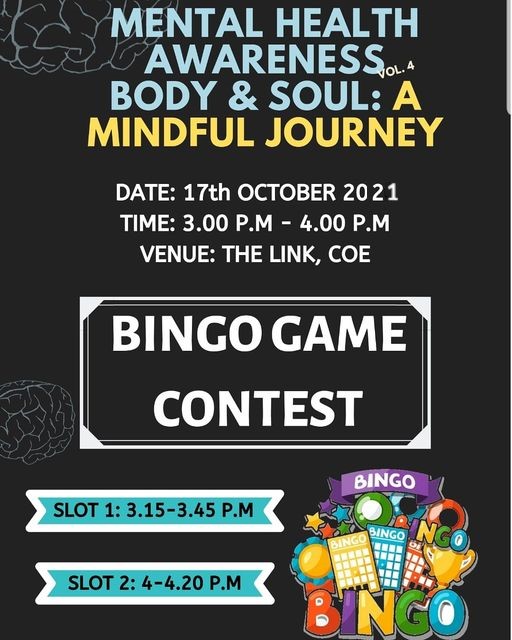 MENTAL HEALTH
AWARENESS
VOL. 4
BODY & SOUL: A
MINDFUL JOURNEY
DATE: 17th OCTOBER 2021
TIME: 3.00 P.M - 4.00 P.M
VENUE: THE LINK, COE
BINGO GAME
CONTEST
SLOT 1: 3.15-3.45 P.M
SLOT 2: 4-4.20 P.M
BINGO
BINGO
BINGO
BINGO
BINGO